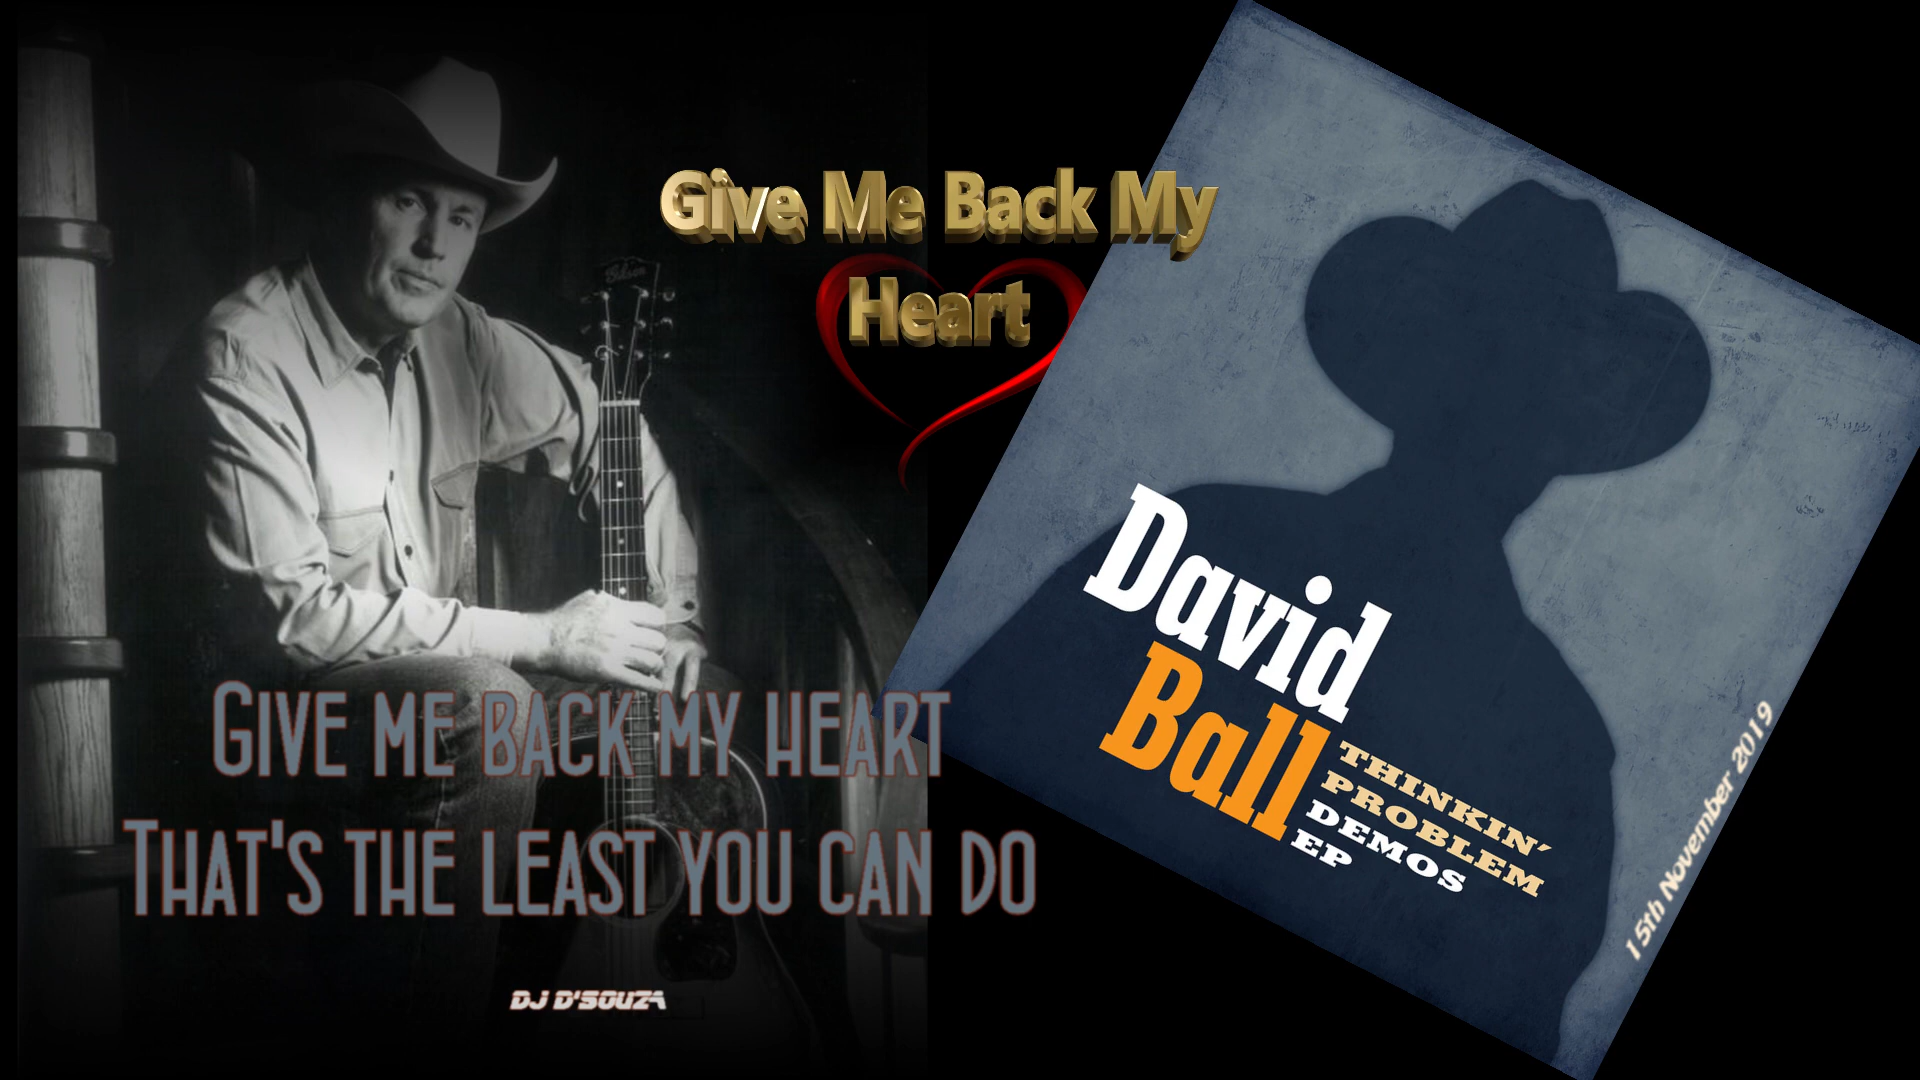 Give Me Back My
Heart
Gibson
David
Ball
THINKIN'
PROBLEM
DEMOS
EP
15th November 2019
GIVE ME BACK MY HEART
THAT'S THE LEAST YOU CAN DO
DJ D'SOUZA